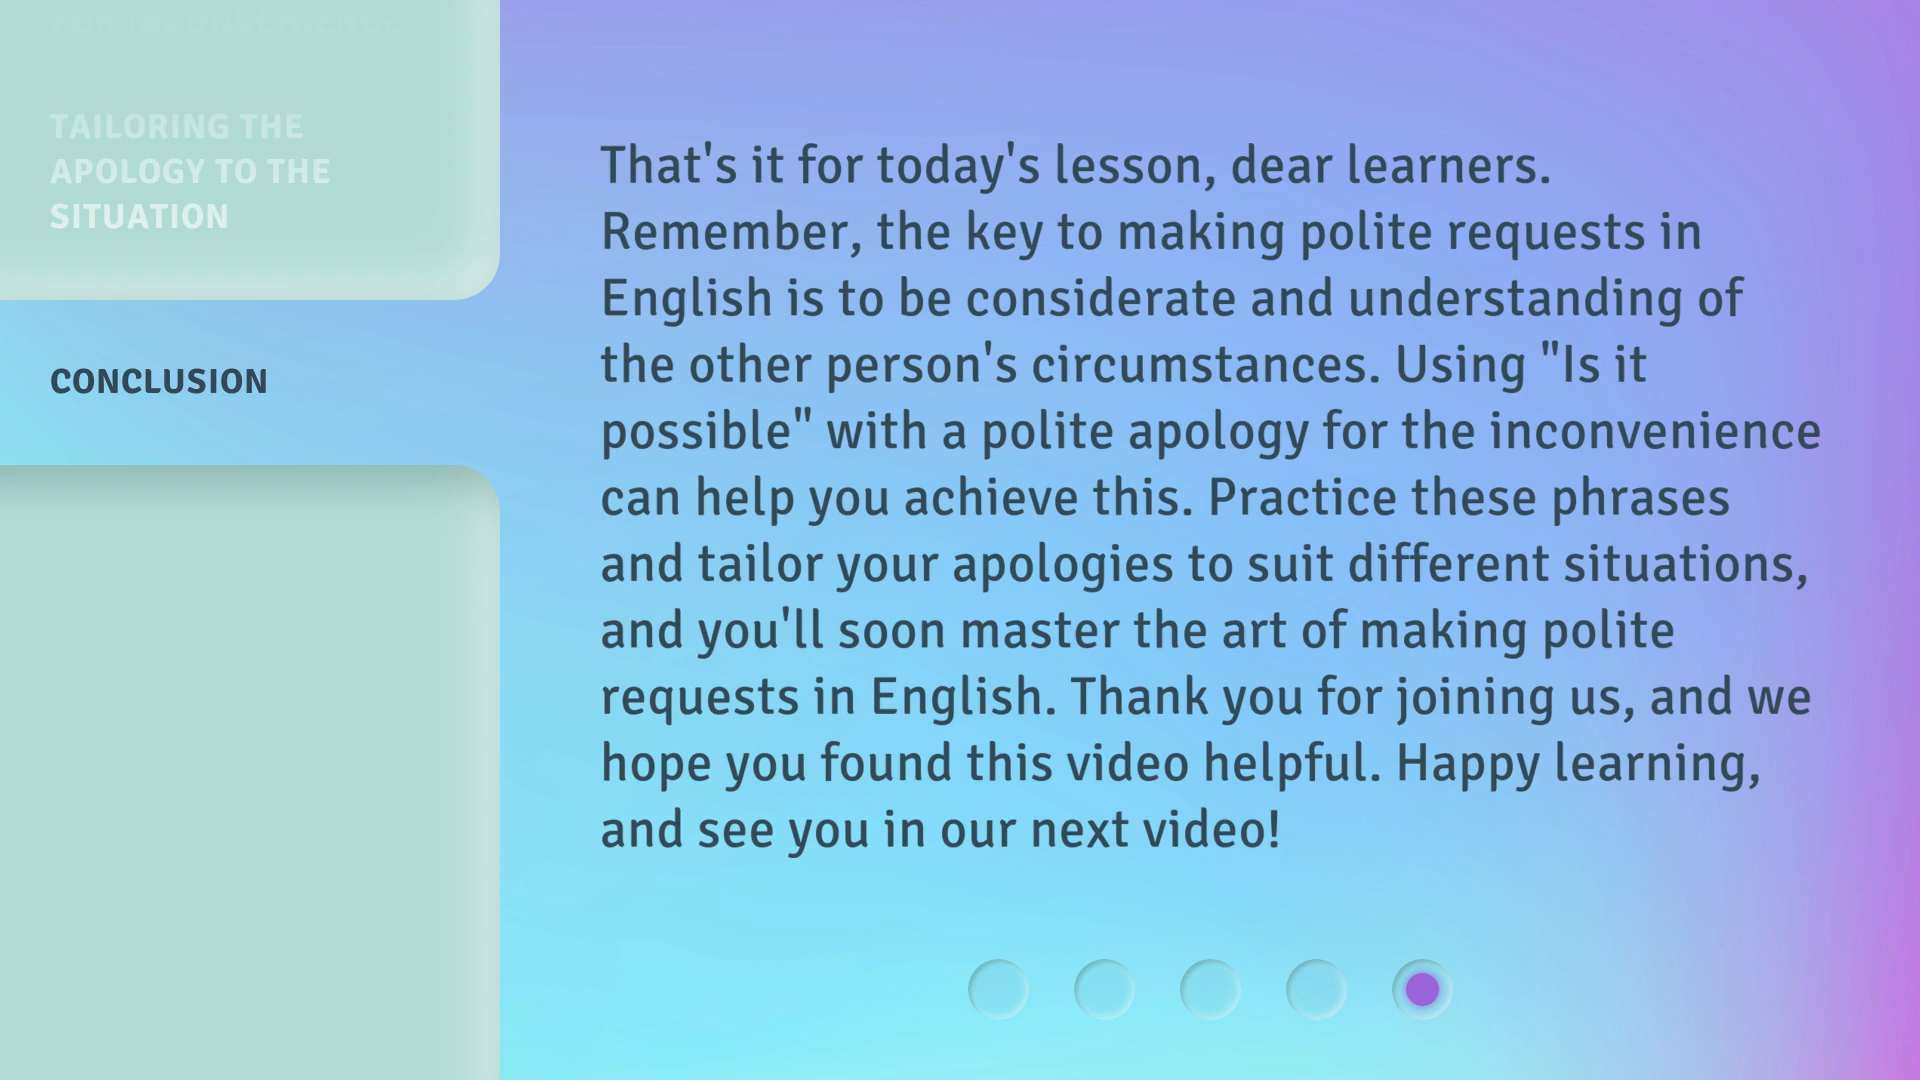 FOR INCONVENIENCE
TAILORING THE
APOLOGY TO THE
SITUATION
CONCLUSION
That's it for today's lesson, dear learners.
Remember, the key to making polite requests in
English is to be considerate and understanding of
the other person's circumstances. Using "Is it
possible" with a polite apology for the inconvenience
can help you achieve this. Practice these phrases
and tailor your apologies to suit different situations,
and you'll soon master the art of making polite
requests in English. Thank you for joining us, and we
hope you found this video helpful. Happy learning,
and see you in our next video!